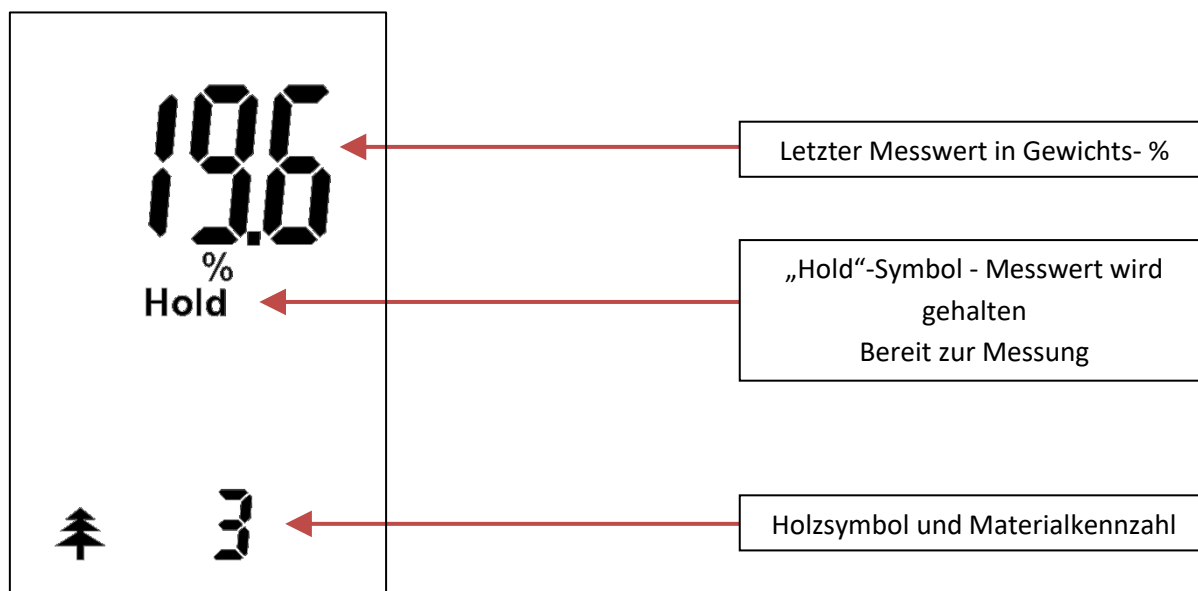 19.6
%
Hold
3
Letzter Messwert in Gewichts- %
„Hold“-Symbol - Messwert wird
gehalten
Bereit zur Messung
Holzsymbol und Materialkennzahl